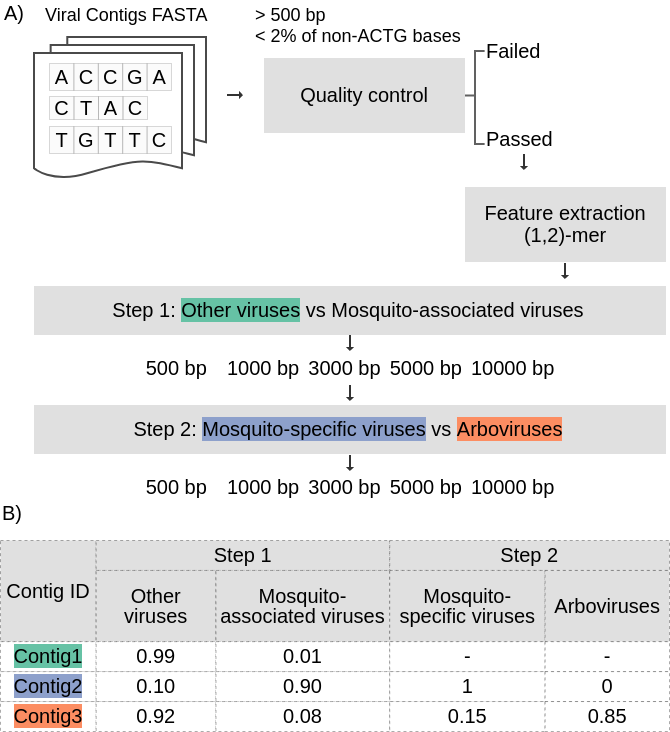 A)
Viral Contigs FASTA
> 500 bp
< 2% of non-ACTG bases
A C C G A
C T A C
T G T T C
Quality control
Failed
Passed
Feature extraction
(1,2)-mer
Step 1: Other viruses vs Mosquito-associated viruses
500 bp 1000 bp 3000 bp 5000 bp 10000 bp
Step 2: Mosquito-specific viruses vs Arboviruses
500 bp 1000 bp 3000 bp 5000 bp 10000 bp
B)
Contig ID
Step 1
Step 2
Other
viruses
Mosquito-
associated viruses
Mosquito-
specific viruses
Arboviruses
Contig1 0.99 0.01 - -
Contig2 0.10 0.90 1 0
Contig3 0.92 0.08 0.15 0.85